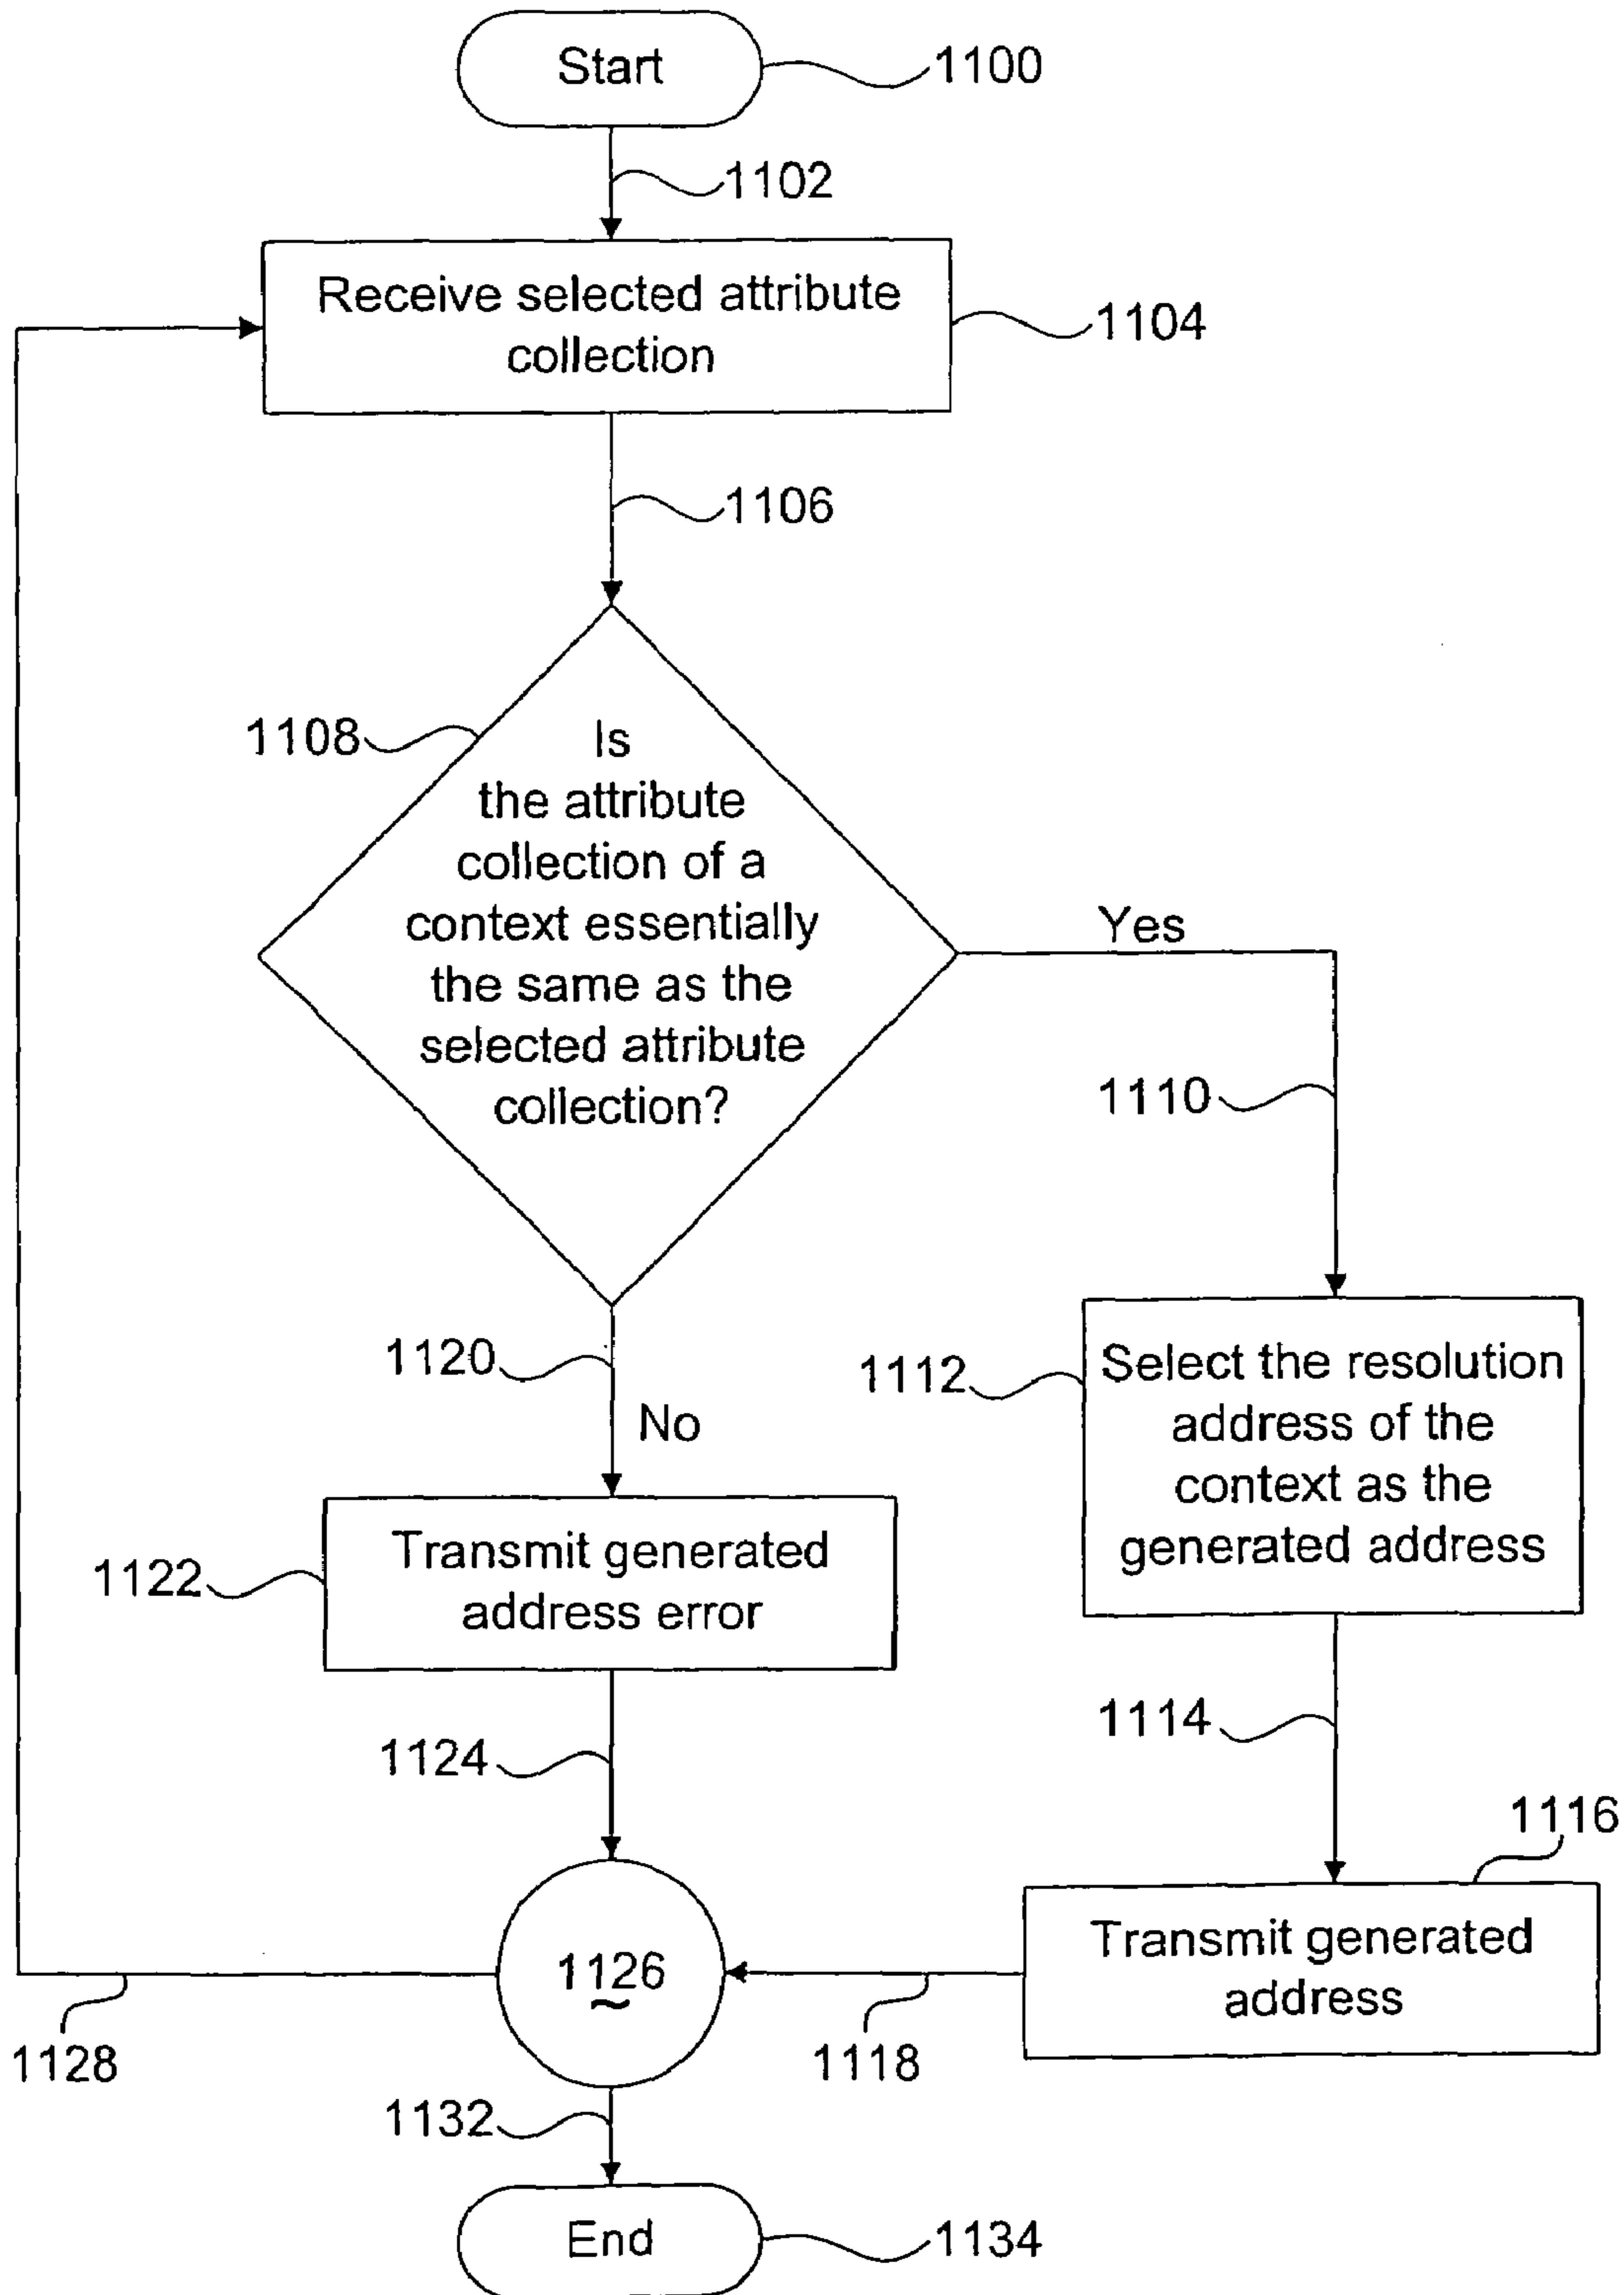 Start
1100
1102
Receive selected attribute
collection
1104
1106
1108
Is
the attribute
collection of a
context essentially
the same as the
selected attribute
collection?
Yes
1110
1120
No
1112
Select the resolution
address of the
context as the
generated address
1122
Transmit generated
address error
1114
1124
1116
Transmit generated
address
1126
1128
1118
1132
End
1134